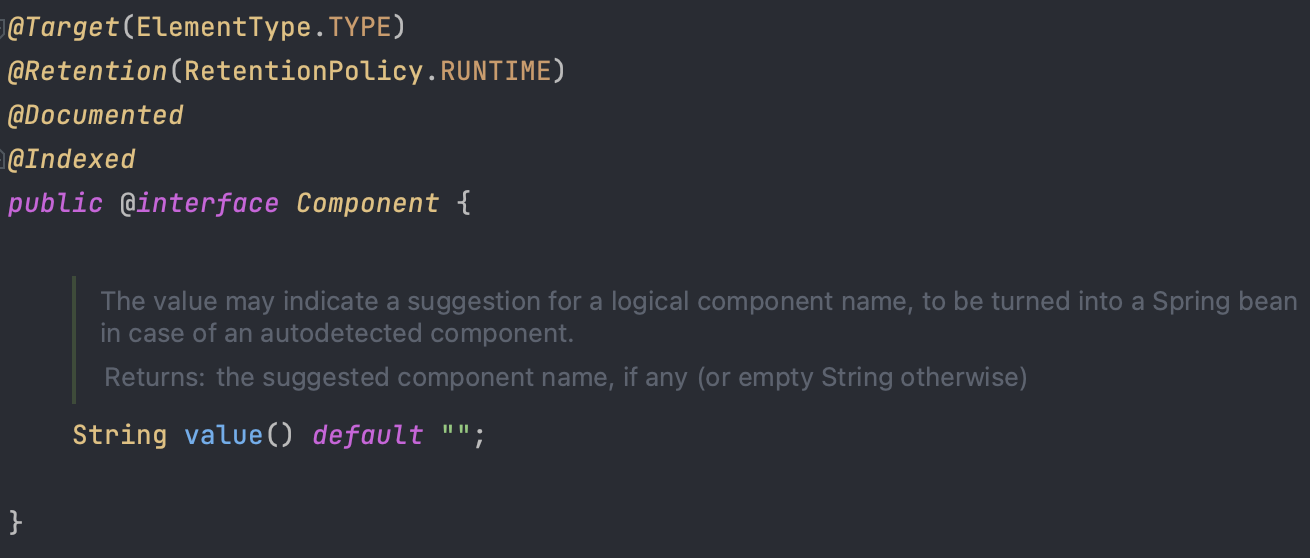 @Target(ElementType.TYPE)
@Retention(RetentionPolicy.RUNTIME)
@Documented
@Indexed
public @interface Component {
The value may indicate a suggestion for a logical component name, to be turned into a Spring bean
in case of an autodetected component.
Returns: the suggested component name, if any (or empty String otherwise)
String value() default "";
}